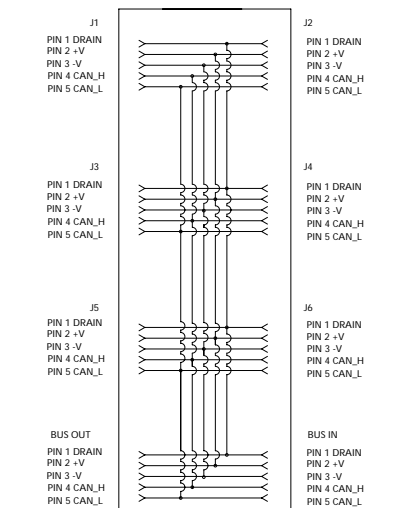 J1
PIN 1 DRAIN
PIN 2 +V
PIN 3 -V
PIN 4 CAN_H
PIN 5 CAN_L
J2
PIN 1 DRAIN
PIN 2 +V
PIN 3 -V
PIN 4 CAN_H
PIN 5 CAN_L
J3
PIN 1 DRAIN
PIN 2 +V
PIN 3 -V
PIN 4 CAN_H
PIN 5 CAN_L
J4
PIN 1 DRAIN
PIN 2 +V
PIN 3 -V
PIN 4 CAN_H
PIN 5 CAN_L
J5
PIN 1 DRAIN
PIN 2 +V
PIN 3 -V
PIN 4 CAN_H
PIN 5 CAN_L
J6
PIN 1 DRAIN
PIN 2 +V
PIN 3 -V
PIN 4 CAN_H
PIN 5 CAN_L
BUS OUT
PIN 1 DRAIN
PIN 2 +V
PIN 3 -V
PIN 4 CAN_H
PIN 5 CAN_L
BUS IN
PIN 1 DRAIN
PIN 2 +V
PIN 3 -V
PIN 4 CAN_H
PIN 5 CAN_L